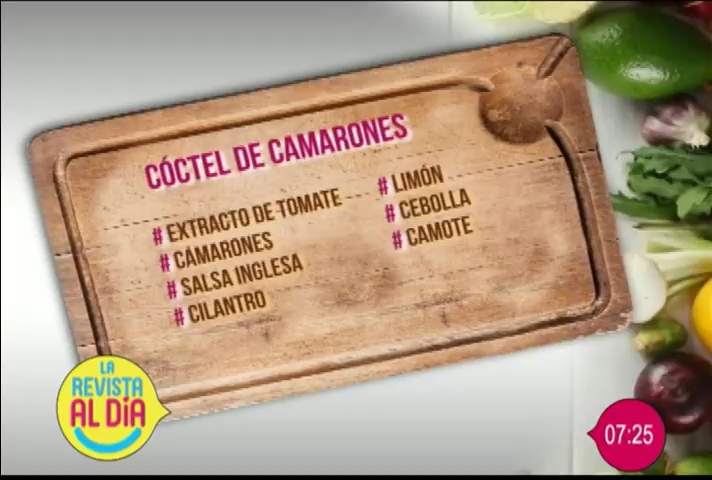 CÓCTEL DE CAMARONES
# EXTRACTO DE TOMATE
# CAMARONES
# SALSA INGLESA
# CILANTRO
# LIMÓN
# CEBOLLA
# CAMOTE
LA
REVISTA
AL DÍA
07:25